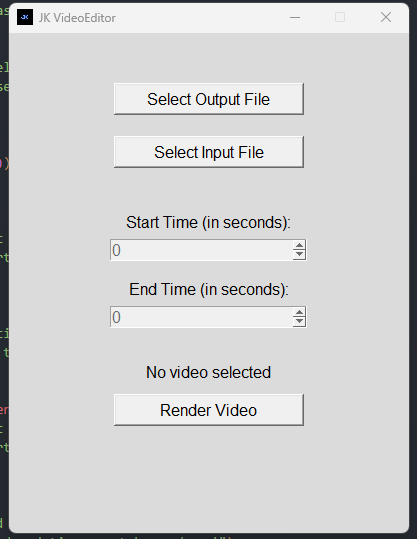 JK JK VideoEditor
Select Output File
Select Input File
Start Time (in seconds):
0
End Time (in seconds):
0
No video selected
Render Video